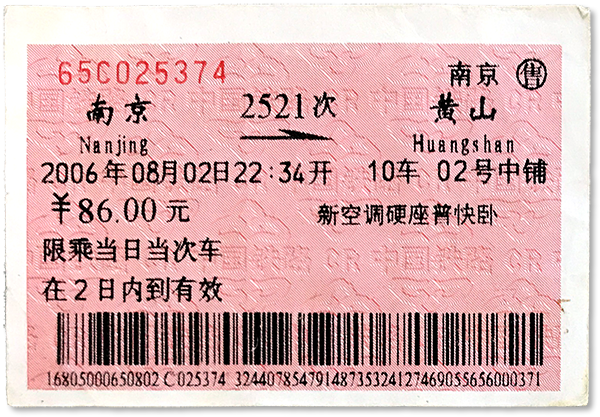 65C025374
南京 ㊞售
南京 2521次 黄山
Nanjing Huangshan
2006年08月02日22:34开 10车 02号中铺
￥86.00元 新空调硬座普快卧
限乘当日当次车
在2日内到有效
16805000650802 C025374 324407854791487353241274690556560003​71